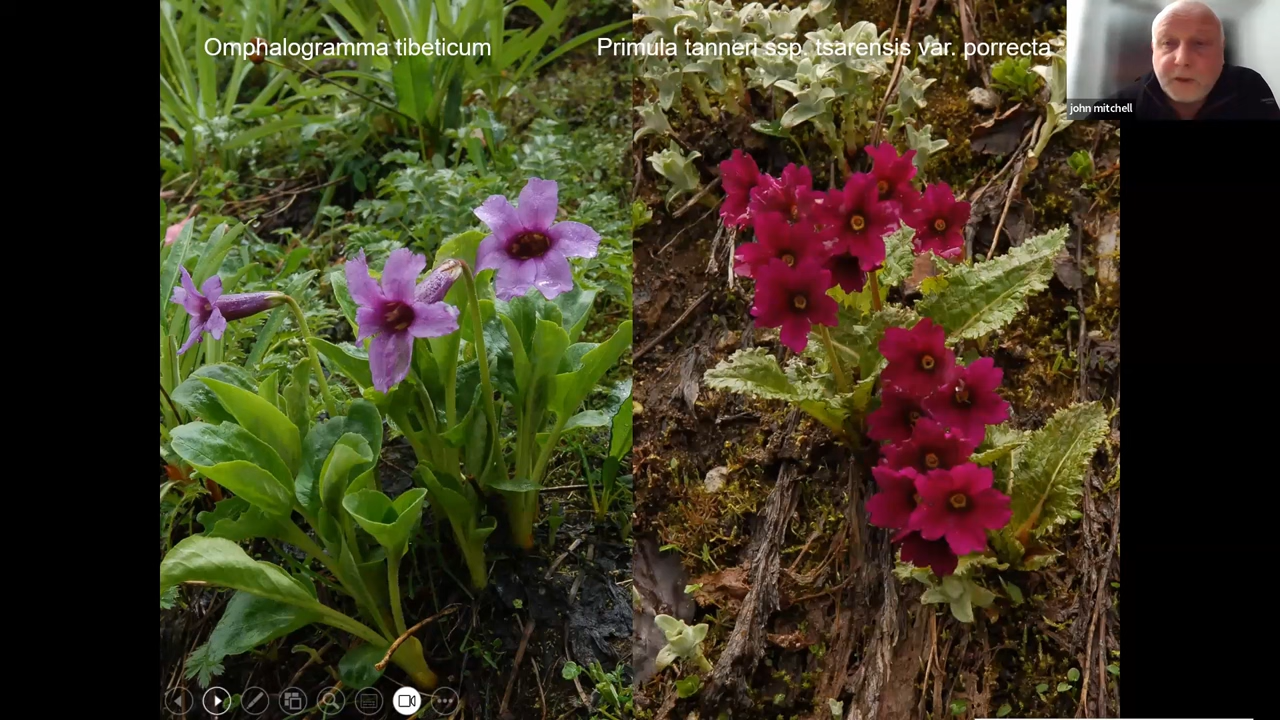 Omphalogramma tibeticum
Primula tanneri ssp. tsarensis var. porrecta
john mitchell